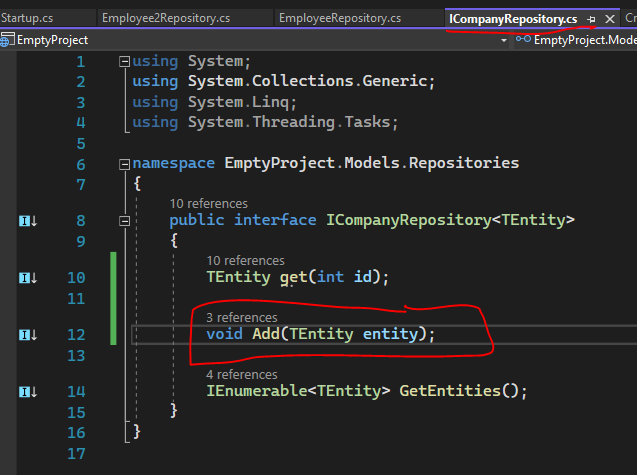 Startup.cs Employee2Repository.cs EmployeeRepository.cs ICompanyRepository.cs
EmptyProject EmptyProject.Mode
1 using System;
2 using System.Collections.Generic;
3 using System.Linq;
4 using System.Threading.Tasks;
5
6 namespace EmptyProject.Models.Repositories
7 {
10 references
8 public interface ICompanyRepository<TEntity>
9 {
10 references
10 TEntity get(int id);
11
3 references
12 void Add(TEntity entity);
13
4 references
14 IEnumerable<TEntity> GetEntities();
15 }
16 }
17